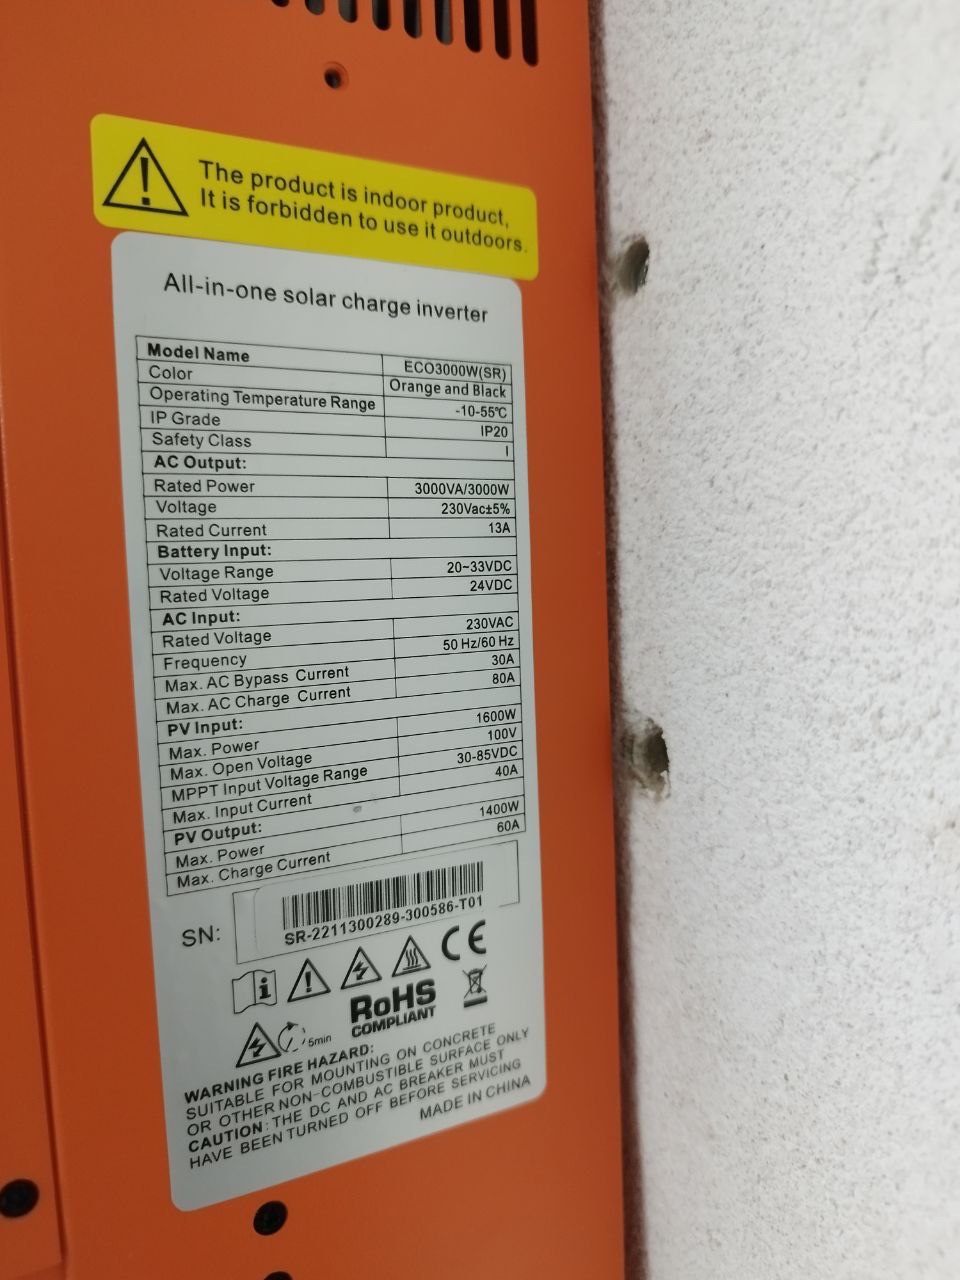 The product is indoor product,
It is forbidden to use it outdoors.
All-in-one solar charge inverter
Model Name ECO3000W(SR)
Color Orange and Black
Operating Temperature Range -10-55℃
IP Grade IP20
Safety Class I
AC Output:
Rated Power 3000VA/3000W
Voltage 230Vac±5%
Rated Current 13A
Battery Input:
Voltage Range 20~33VDC
Rated Voltage 24VDC
AC Input:
Rated Voltage 230VAC
Frequency 50 Hz/60 Hz
Max. AC Bypass Current 30A
Max. AC Charge Current 80A
PV Input:
Max. Power 1600W
Max. Open Voltage 100V
MPPT Input Voltage Range 30-85VDC
Max. Input Current 40A
PV Output:
Max. Power 1400W
Max. Charge Current 60A
SN:
SR-2211300289-300586-T01
CE
RoHS
COMPLIANT
5min
WARNING FIRE HAZARD:
SUITABLE FOR MOUNTING ON CONCRETE
OR OTHER NON-COMBUSTIBLE SURFACE ONLY
CAUTION: THE DC AND AC BREAKER MUST
HAVE BEEN TURNED OFF BEFORE SERVICING
MADE IN CHINA